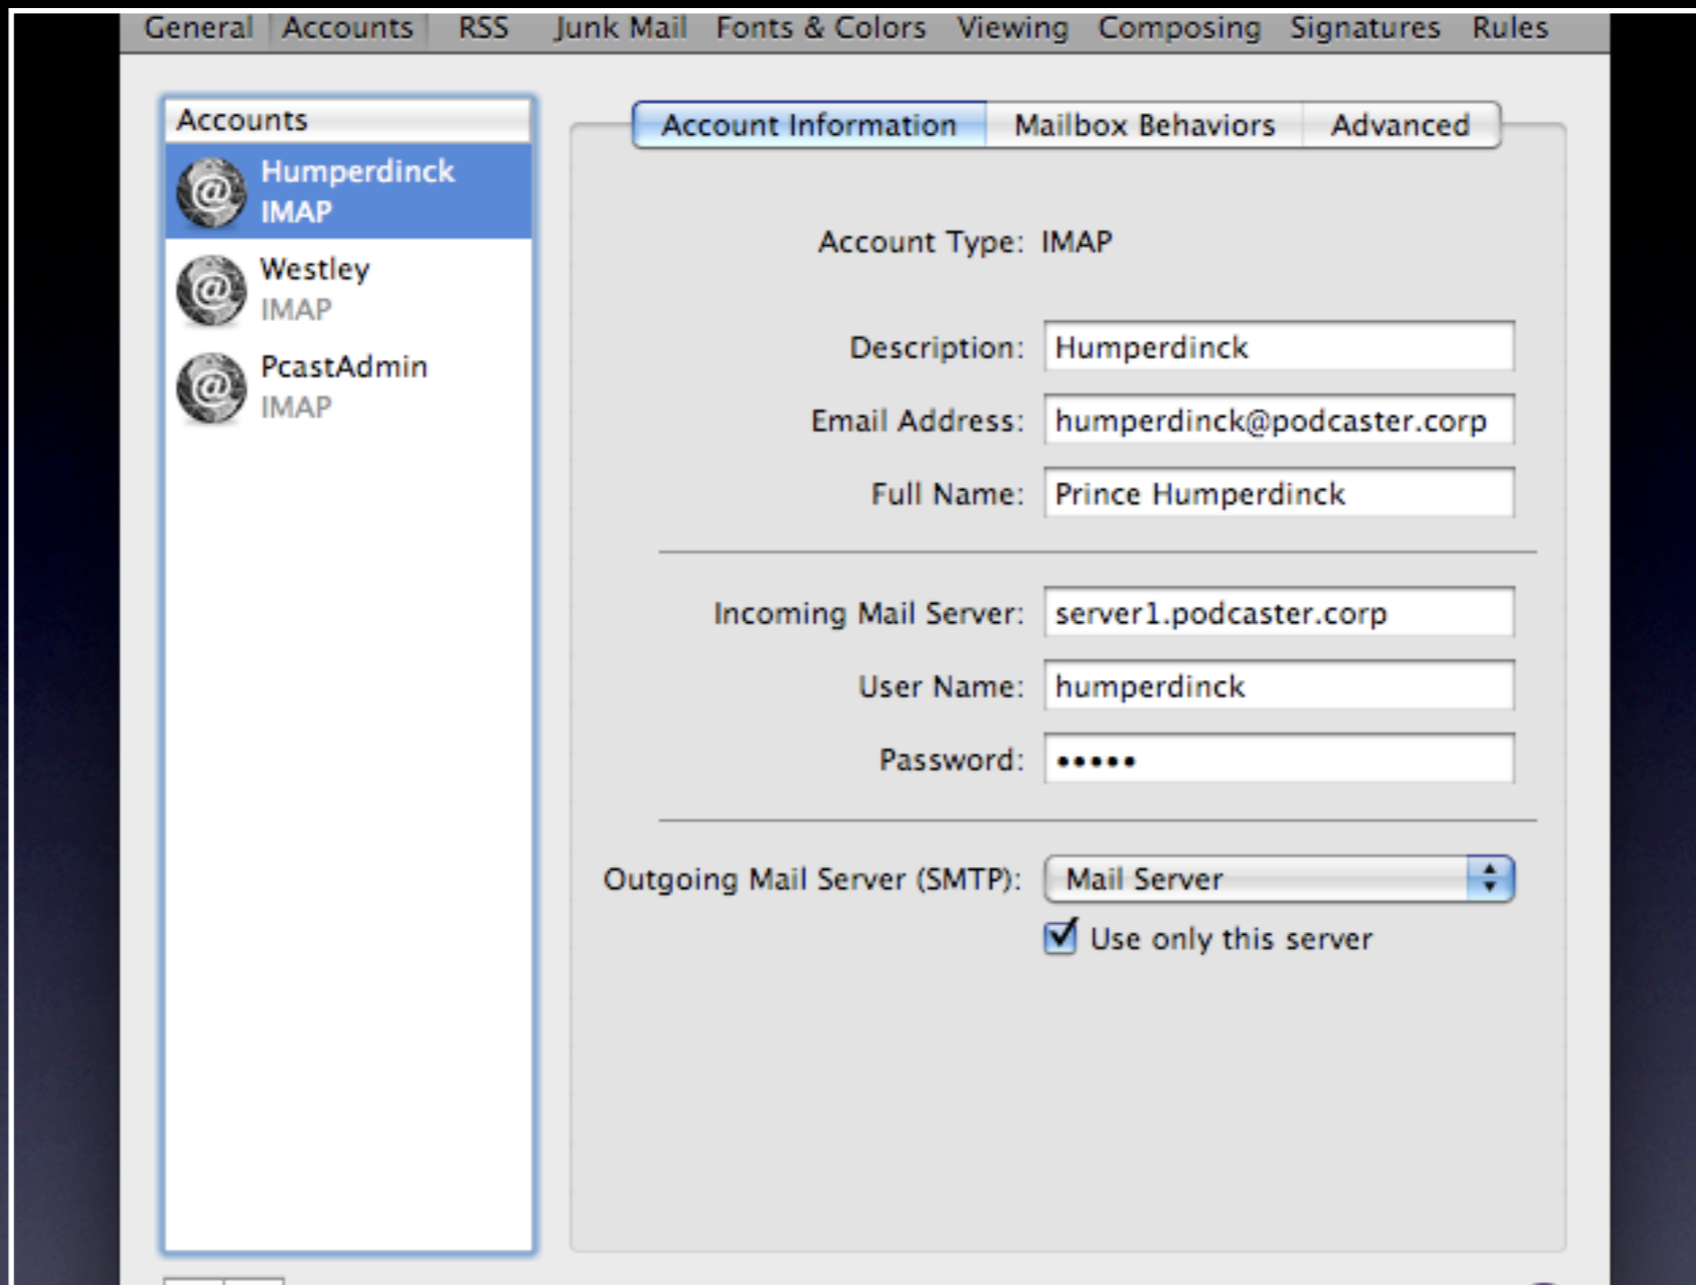 General Accounts RSS Junk Mail Fonts & Colors Viewing Composing Signatures Rules
Accounts
Humperdinck
IMAP
Westley
IMAP
PcastAdmin
IMAP
Account Information Mailbox Behaviors Advanced
Account Type: IMAP
Description: Humperdinck
Email Address: humperdinck@podcaster.corp
Full Name: Prince Humperdinck
Incoming Mail Server: server1.podcaster.corp
User Name: humperdinck
Password: •••••
Outgoing Mail Server (SMTP): Mail Server
Use only this server